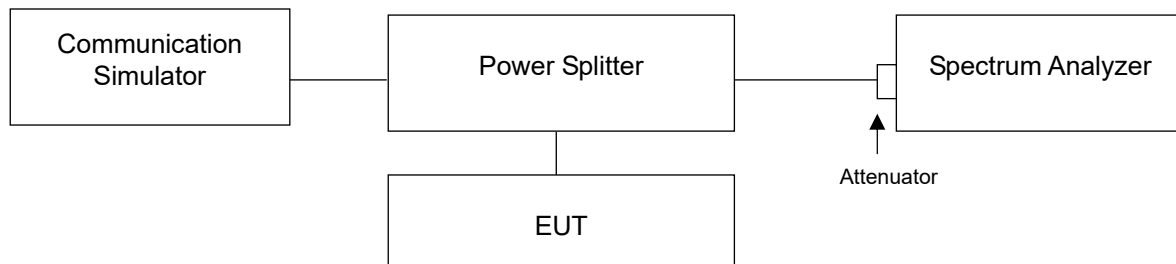 Communication
Simulator
Power Splitter
Spectrum Analyzer
Attenuator
EUT